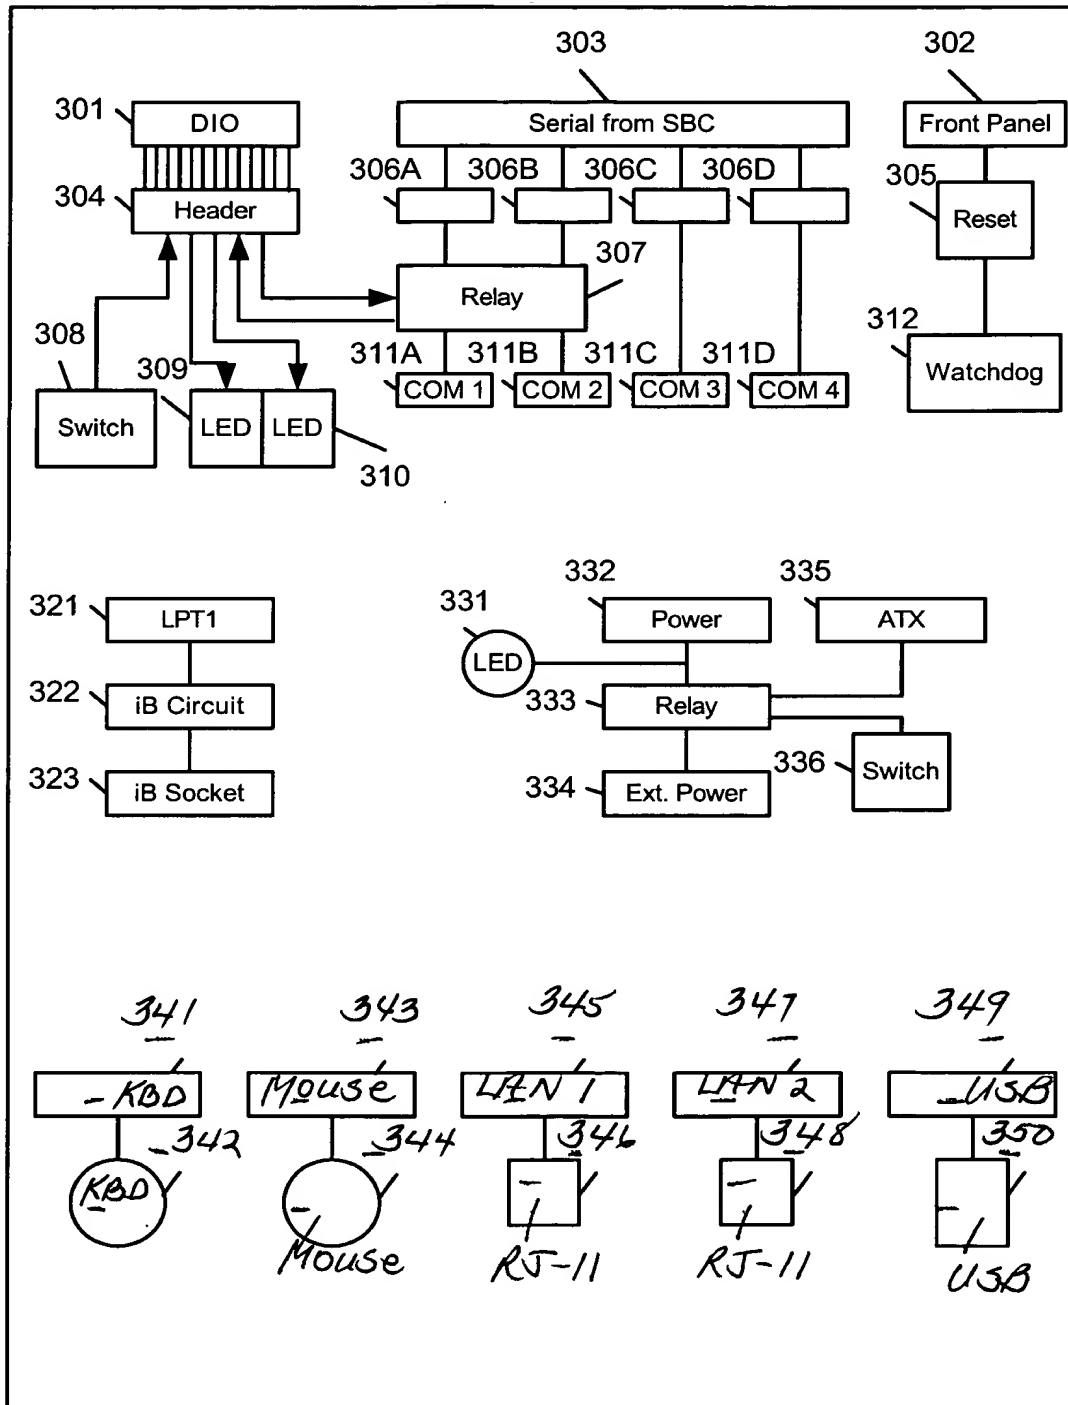 303 302
301 DIO Serial from SBC Front Panel
306A 306B 306C 306D 305
304 Header Reset
307
Relay
308 312
309 311A 311B 311C 311D
COM 1 COM 2 COM 3 COM 4 Watchdog
Switch LED LED
310
332 335
321 LPT1 331 Power ATX
LED
322 iB Circuit 333 Relay
336 Switch
323 iB Socket 334 Ext. Power
341 343 345 347 349
KBD Mouse LAN 1 LAN 2 USB
342 344 346 348 350
KBD
Mouse RJ-11 RJ-11 USB